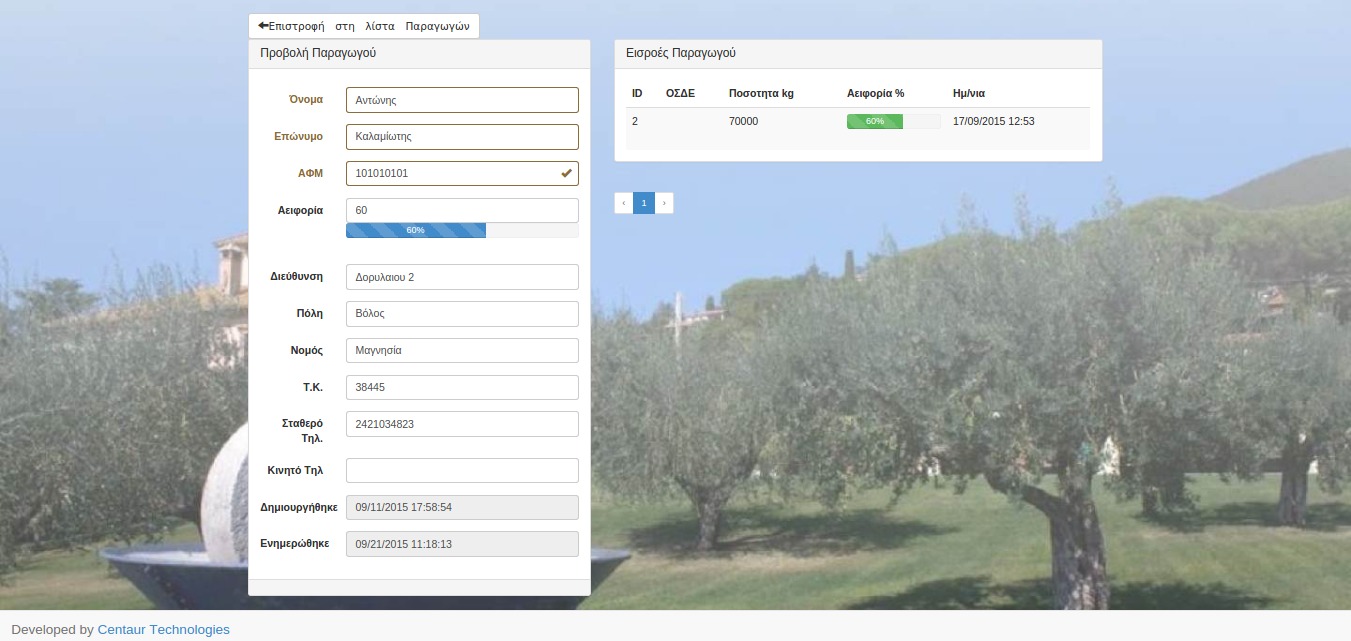 Επιστροφή στη λίστα Παραγωγών
Προβολή Παραγωγού
Όνομα Αντώνης
Επώνυμο Καλαμίωτης
ΑΦΜ 101010101
Αειφορία 60
60%
Διεύθυνση Δορυλαιου 2
Πόλη Βόλος
Νομός Μαγνησία
Τ.Κ. 38445
Σταθερό Τηλ. 2421034823
Κινητό Τηλ
Δημιουργήθηκε 09/11/2015 17:58:54
Ενημερώθηκε 09/21/2015 11:18:13
Εισροές Παραγωγού
ID ΟΣΔΕ Ποσοτητα kg Αειφορία % Ημ/νια
2 70000 60% 17/09/2015 12:53
‹ 1 ›
Developed by Centaur Technologies